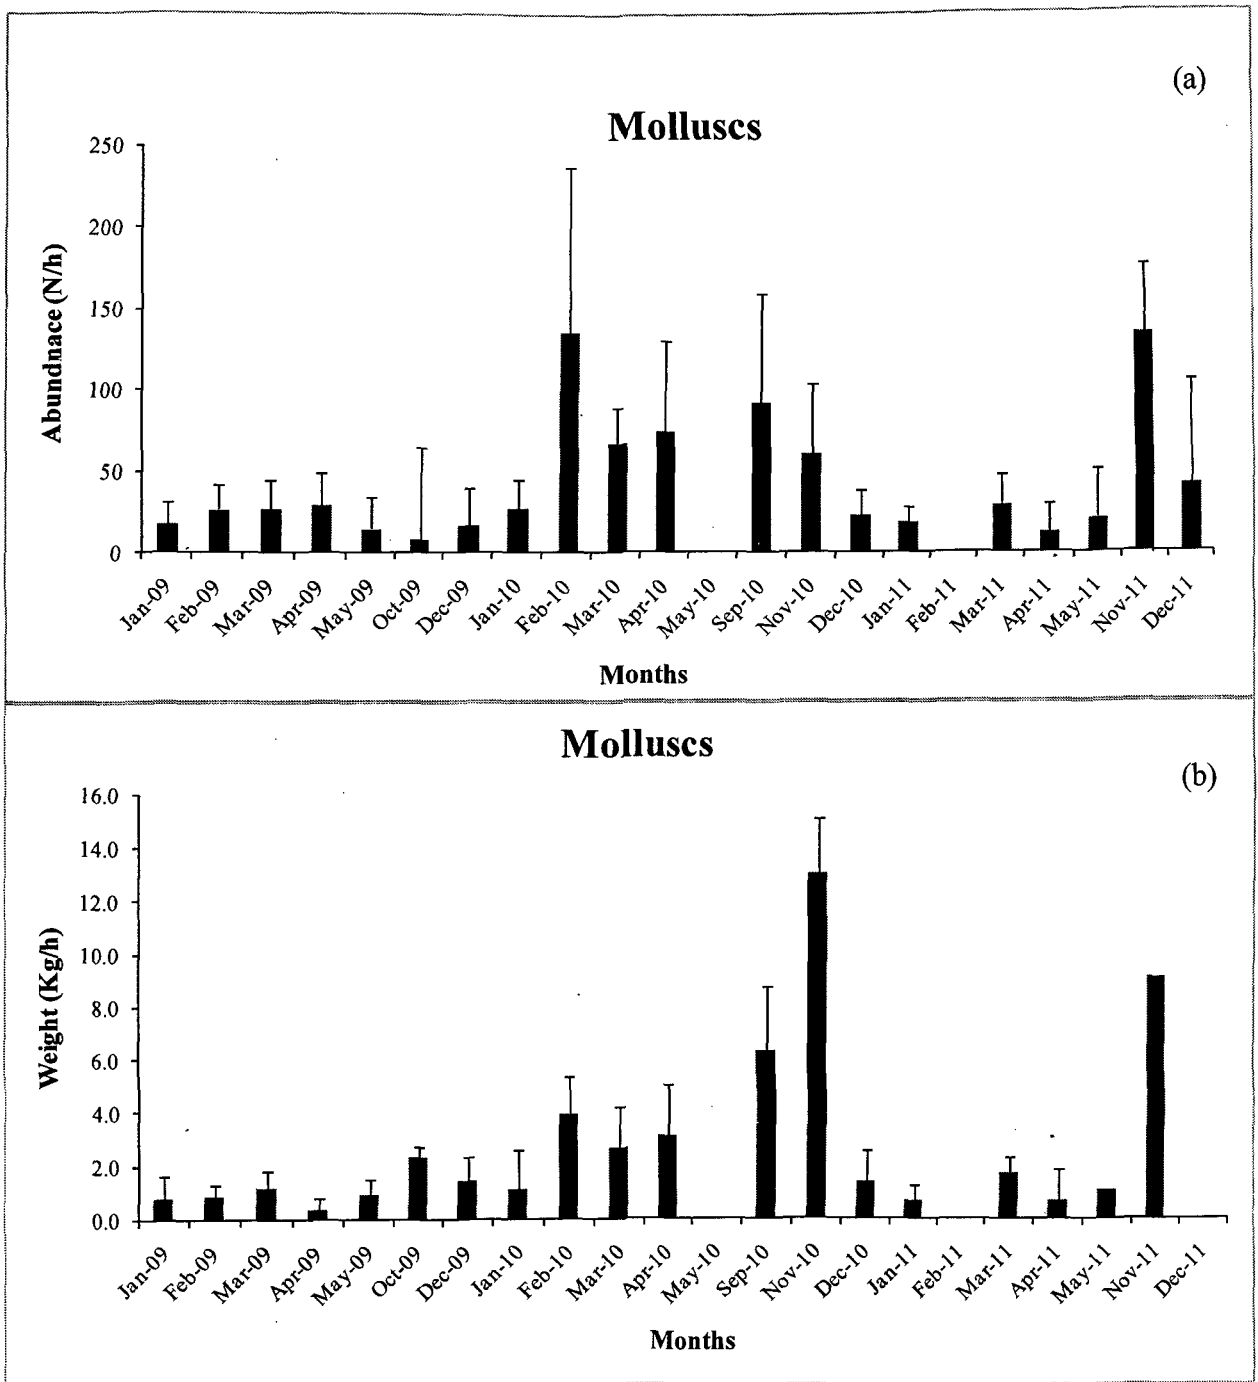 (a)
Molluscs
250
200
150
100
50
0
Abundnace (N/h)
Jan-09 Feb-09 Mar-09 Apr-09 May-09 Oct-09 Dec-09 Jan-10 Feb-10 Mar-10 Apr-10 May-10 Sep-10 Nov-10 Dec-10 Jan-11 Feb-11 Mar-11 Apr-11 May-11 Nov-11 Dec-11
Months
Molluscs
(b)
16.0
14.0
12.0
10.0
8.0
6.0
4.0
2.0
0.0
Weight (Kg/h)
Jan-09 Feb-09 Mar-09 Apr-09 May-09 Oct-09 Dec-09 Jan-10 Feb-10 Mar-10 Apr-10 May-10 Sep-10 Nov-10 Dec-10 Jan-11 Feb-11 Mar-11 Apr-11 May-11 Nov-11 Dec-11
Months